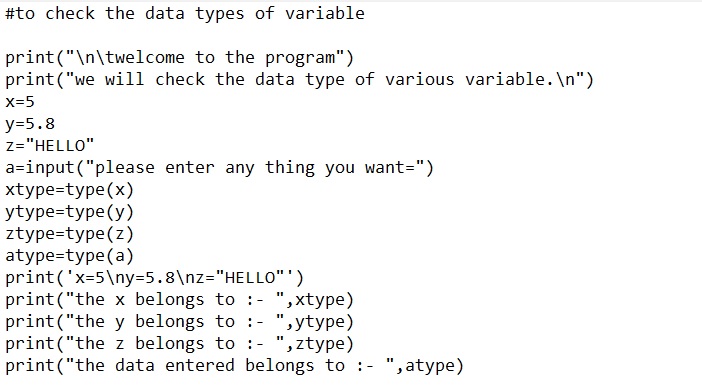 #to check the data types of variable
print("\n\twelcome to the program")
print("we will check the data type of various variable.\n")
x=5
y=5.8
z="HELLO"
a=input("please enter any thing you want=")
xtype=type(x)
ytype=type(y)
ztype=type(z)
atype=type(a)
print('x=5\ny=5.8\nz="HELLO"')
print("the x belongs to :- ",xtype)
print("the y belongs to :- ",ytype)
print("the z belongs to :- ",ztype)
print("the data entered belongs to :- ",atype)